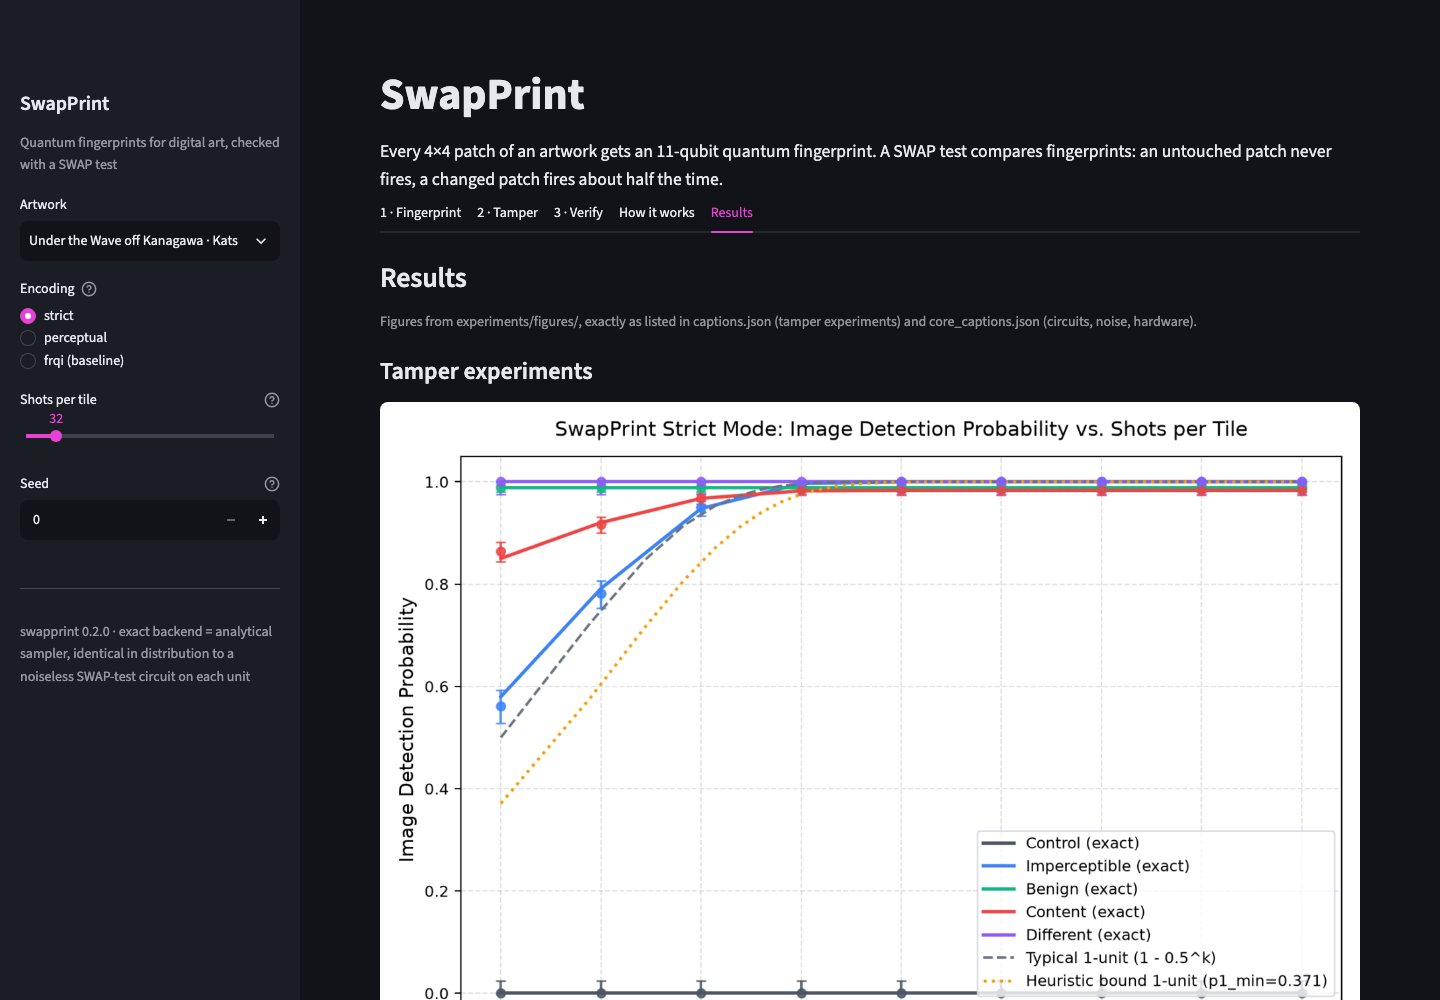 SwapPrint
Quantum fingerprints for digital art, checked
with a SWAP test
Artwork
Under the Wave off Kanagawa · Kats
Encoding
strict
perceptual
frqi (baseline)
Shots per tile
32
Seed
0
swapprint 0.2.0 · exact backend = analytical
sampler, identical in distribution to a
noiseless SWAP-test circuit on each unit
SwapPrint
Every 4×4 patch of an artwork gets an 11-qubit quantum fingerprint. A SWAP test compares fingerprints: an untouched patch never
fires, a changed patch fires about half the time.
1 · Fingerprint 2 · Tamper 3 · Verify How it works Results
Results
Figures from experiments/figures/, exactly as listed in captions.json (tamper experiments) and core_captions.json (circuits, noise, hardware).
Tamper experiments
SwapPrint Strict Mode: Image Detection Probability vs. Shots per Tile
Image Detection Probability
1.0
0.8
0.6
0.4
0.2
0.0
Control (exact)
Imperceptible (exact)
Benign (exact)
Content (exact)
Different (exact)
Typical 1-unit (1 - 0.5^k)
Heuristic bound 1-unit (p1_min=0.371)